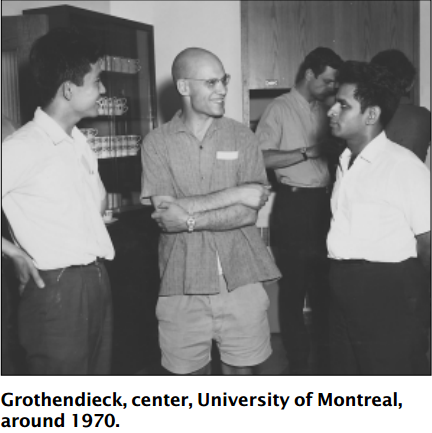 Grothendieck, center, University of Montreal,
around 1970.